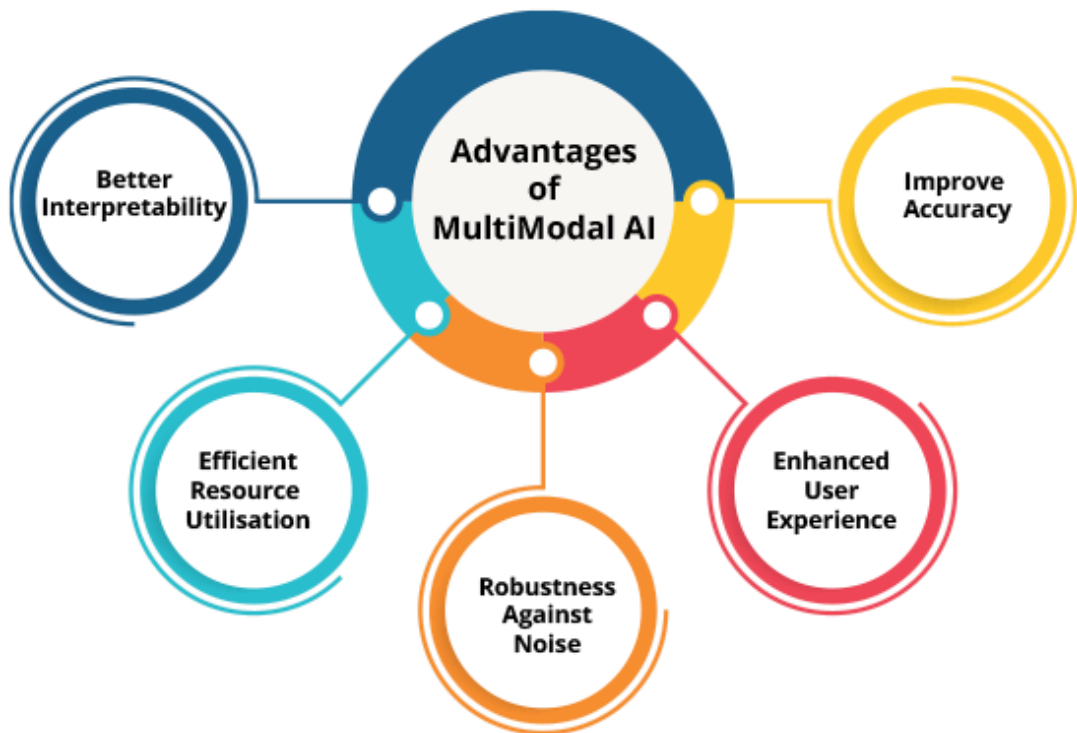 Advantages
of
MultiModal AI
Better
Interpretability
Improve
Accuracy
Efficient
Resource
Utilisation
Enhanced
User
Experience
Robustness
Against
Noise